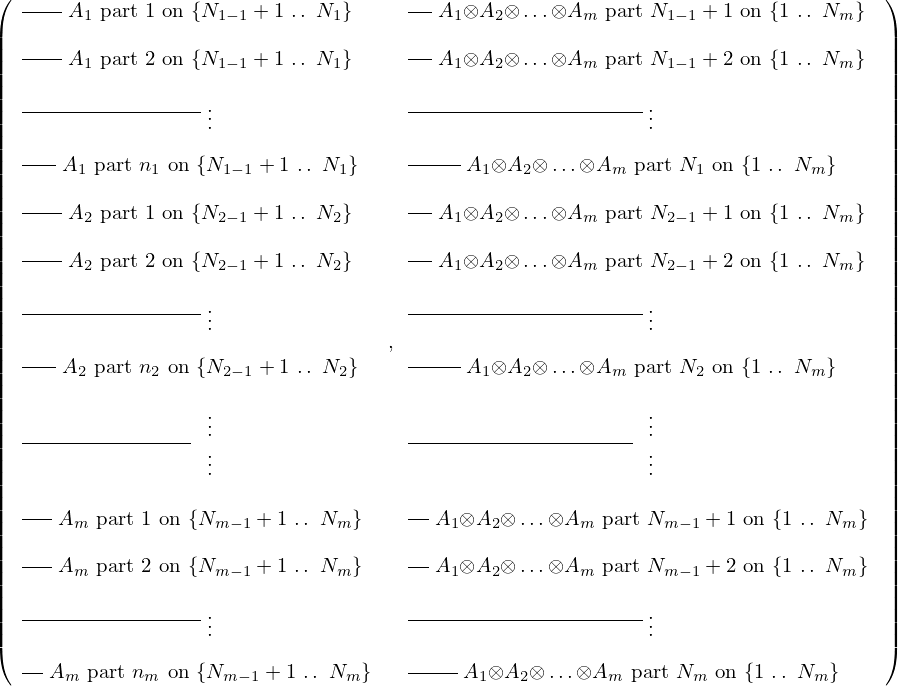 A₁ part 1 on {N₁₋₁ + 1 .. N₁} A₁⊗A₂⊗...⊗Aₘ part N₁₋₁ + 1 on {1 .. Nₘ}
A₁ part 2 on {N₁₋₁ + 1 .. N₁} A₁⊗A₂⊗...⊗Aₘ part N₁₋₁ + 2 on {1 .. Nₘ}
⋮ ⋮
A₁ part n₁ on {N₁₋₁ + 1 .. N₁} A₁⊗A₂⊗...⊗Aₘ part N₁ on {1 .. Nₘ}
A₂ part 1 on {N₂₋₁ + 1 .. N₂} A₁⊗A₂⊗...⊗Aₘ part N₂₋₁ + 1 on {1 .. Nₘ}
A₂ part 2 on {N₂₋₁ + 1 .. N₂} A₁⊗A₂⊗...⊗Aₘ part N₂₋₁ + 2 on {1 .. Nₘ}
⋮ ⋮
,
A₂ part n₂ on {N₂₋₁ + 1 .. N₂} A₁⊗A₂⊗...⊗Aₘ part N₂ on {1 .. Nₘ}
⋮ ⋮
⋮ ⋮
Aₘ part 1 on {Nₘ₋₁ + 1 .. Nₘ} A₁⊗A₂⊗...⊗Aₘ part Nₘ₋₁ + 1 on {1 .. Nₘ}
Aₘ part 2 on {Nₘ₋₁ + 1 .. Nₘ} A₁⊗A₂⊗...⊗Aₘ part Nₘ₋₁ + 2 on {1 .. Nₘ}
⋮ ⋮
Aₘ part nₘ on {Nₘ₋₁ + 1 .. Nₘ} A₁⊗A₂⊗...⊗Aₘ part Nₘ on {1 .. Nₘ}